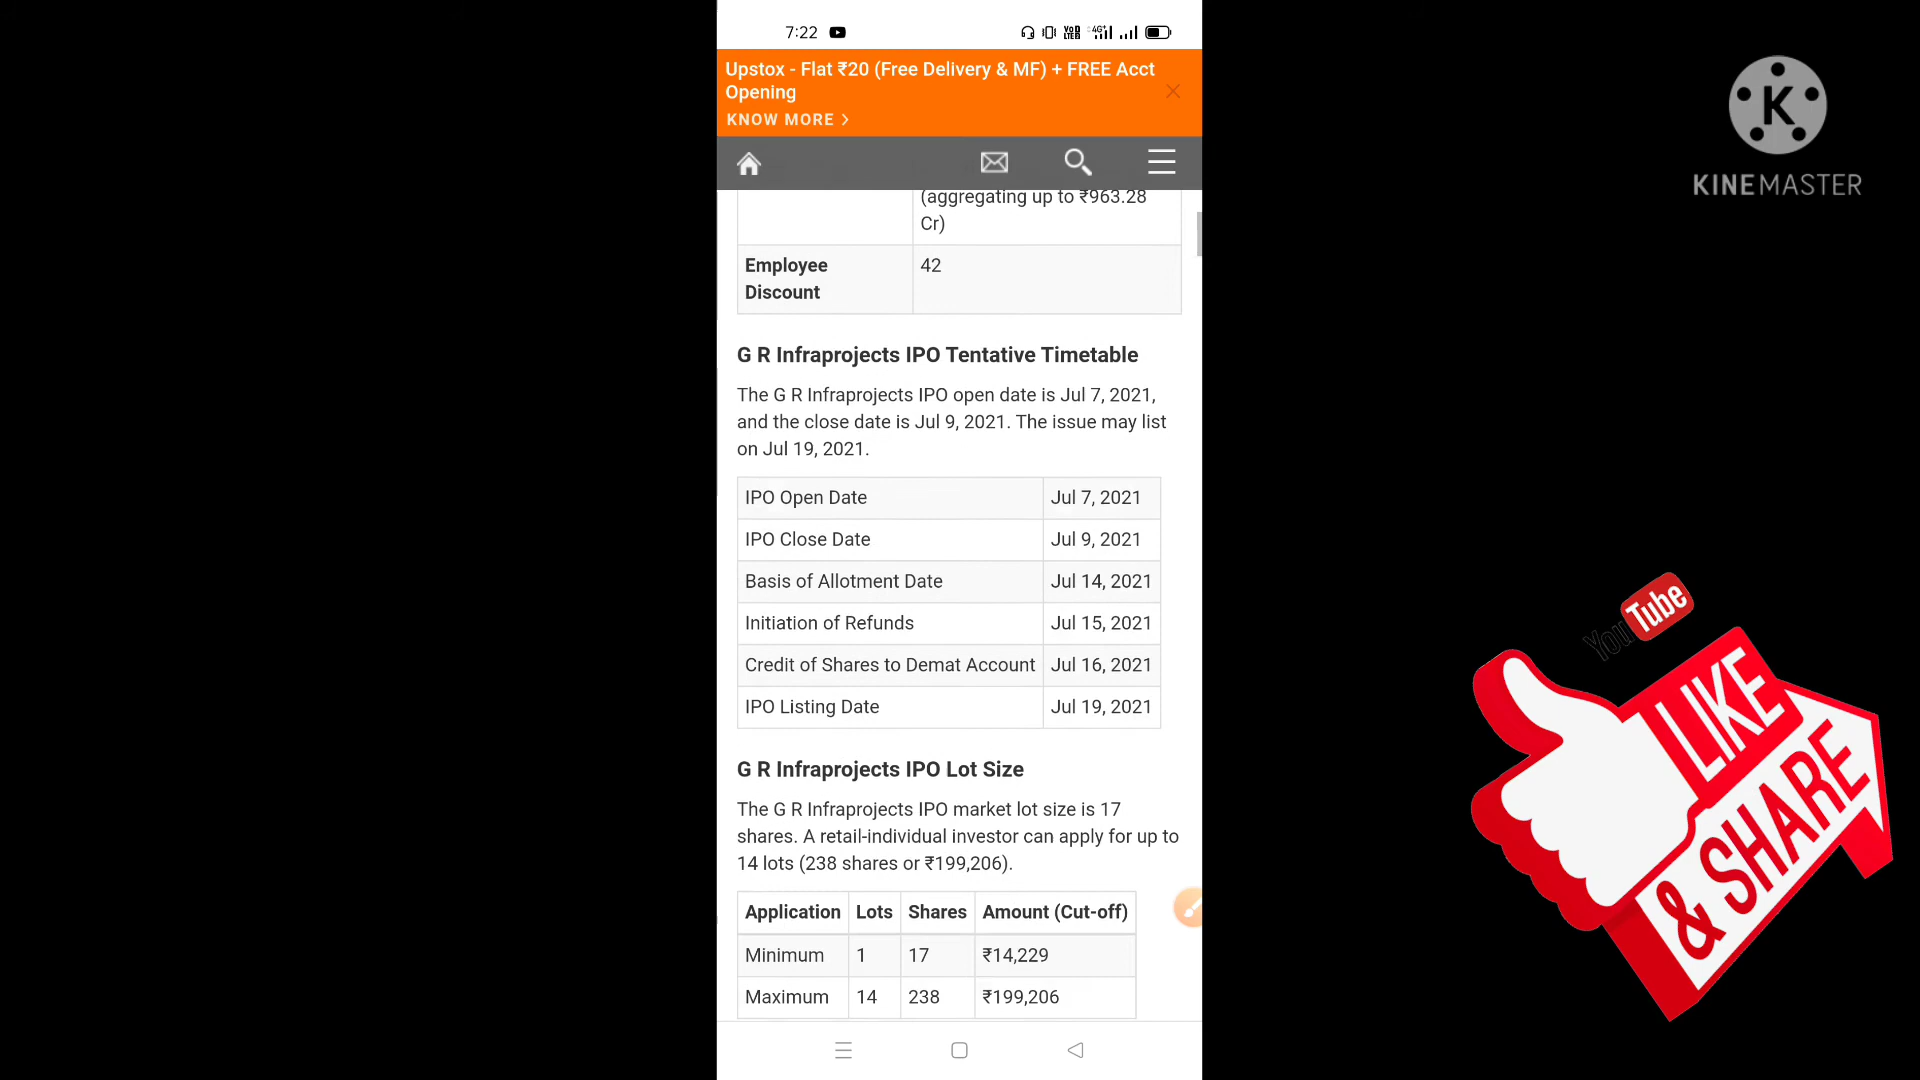 7:22
VoD LTEB 4G+
Upstox - Flat ₹20 (Free Delivery & MF) + FREE Acct
Opening
KNOW MORE >
(aggregating up to ₹963.28
Cr)
Employee 42
Discount
G R Infraprojects IPO Tentative Timetable
The G R Infraprojects IPO open date is Jul 7, 2021,
and the close date is Jul 9, 2021. The issue may list
on Jul 19, 2021.
IPO Open Date Jul 7, 2021
IPO Close Date Jul 9, 2021
Basis of Allotment Date Jul 14, 2021
Initiation of Refunds Jul 15, 2021
Credit of Shares to Demat Account Jul 16, 2021
IPO Listing Date Jul 19, 2021
G R Infraprojects IPO Lot Size
The G R Infraprojects IPO market lot size is 17
shares. A retail-individual investor can apply for up to
14 lots (238 shares or ₹199,206).
Application Lots Shares Amount (Cut-off)
Minimum 1 17 ₹14,229
Maximum 14 238 ₹199,206
K
KINEMASTER
YouTube
LIKE
& SHARE